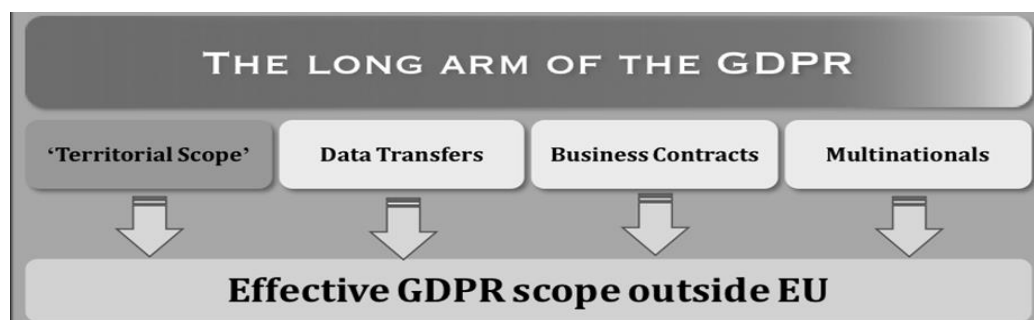 THE LONG ARM OF THE GDPR
‘Territorial Scope’
Data Transfers
Business Contracts
Multinationals
Effective GDPR scope outside EU